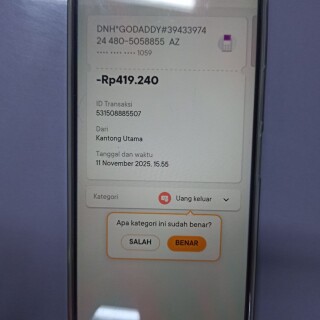 DNH*GODADDY#39433974
24 480-5058855 AZ
•••• •••• •••• 1059
-Rp419.240
ID Transaksi
531508885507
Dari
Kantong Utama
Tanggal dan waktu
11 November 2025, 15.55
Kategori
Uang keluar
Apa kategori ini sudah benar?
SALAH
BENAR